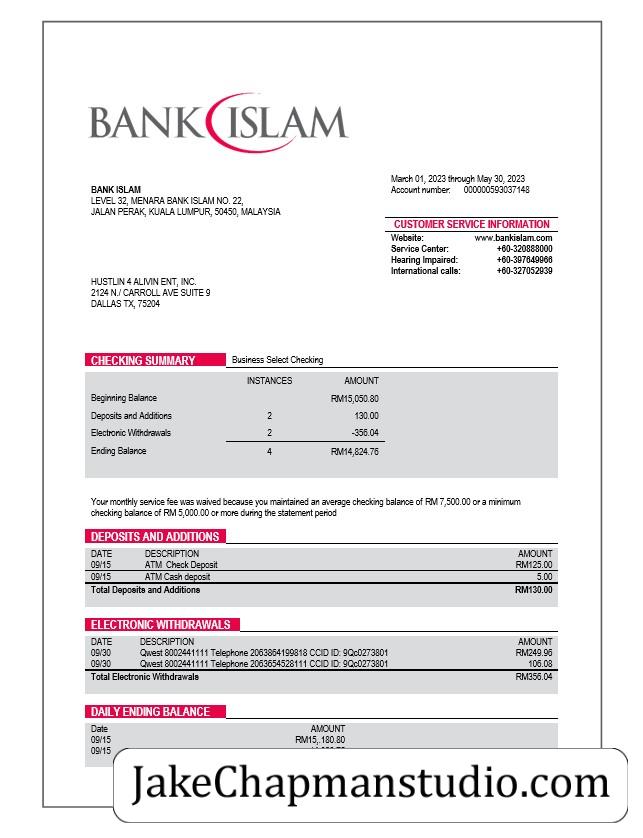 BANK ISLAM
March 01, 2023 through May 30, 2023
Account number: 000000593037148
BANK ISLAM
LEVEL 32, MENARA BANK ISLAM NO. 22,
JALAN PERAK, KUALA LUMPUR, 50450, MALAYSIA
CUSTOMER SERVICE INFORMATION
Website: www.bankislam.com
Service Center: +60-320888000
Hearing Impaired: +60-397649966
International calls: +60-327052939
HUSTLIN 4 ALIVIN ENT, INC.
2124 N./ CARROLL AVE SUITE 9
DALLAS TX, 75204
CHECKING SUMMARY Business Select Checking
INSTANCES AMOUNT
Beginning Balance RM15,050.80
Deposits and Additions 2 130.00
Electronic Withdrawals 2 -356.04
Ending Balance 4 RM14,824.76
Your monthly service fee was waived because you maintained an average checking balance of RM 7,500.00 or a minimum
checking balance of RM 5,000.00 or more during the statement period
DEPOSITS AND ADDITIONS
DATE DESCRIPTION AMOUNT
09/15 ATM Check Deposit RM125.00
09/15 ATM Cash deposit 5.00
Total Deposits and Additions RM130.00
ELECTRONIC WITHDRAWALS
DATE DESCRIPTION AMOUNT
09/30 Qwest 8002441111 Telephone 2063864199818 CCID ID: 9Qc0273801 RM249.96
09/30 Qwest 8002441111 Telephone 2063654528111 CCID ID: 9Qc0273801 106.08
Total Electronic Withdrawals RM356.04
DAILY ENDING BALANCE
Date AMOUNT
09/15 RM15,.180.80
09/15
JakeChapmanstudio.com